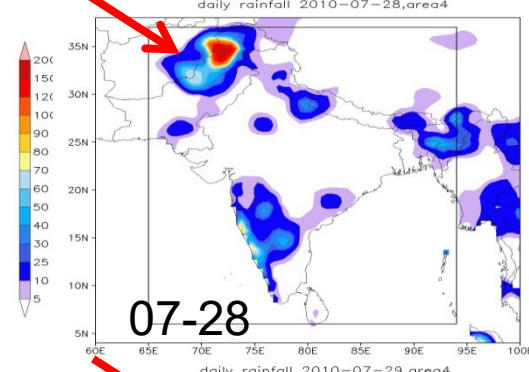 daily rainfall 2010-07-28,area4
200
150
120
100
90
80
70
60
50
40
30
25
10
5
35N
30N
25N
20N
15N
10N
5N
07-28
60E 65E 70E 75E 80E 85E 90E 95E 100E
daily rainfall 2010-07-29,area4